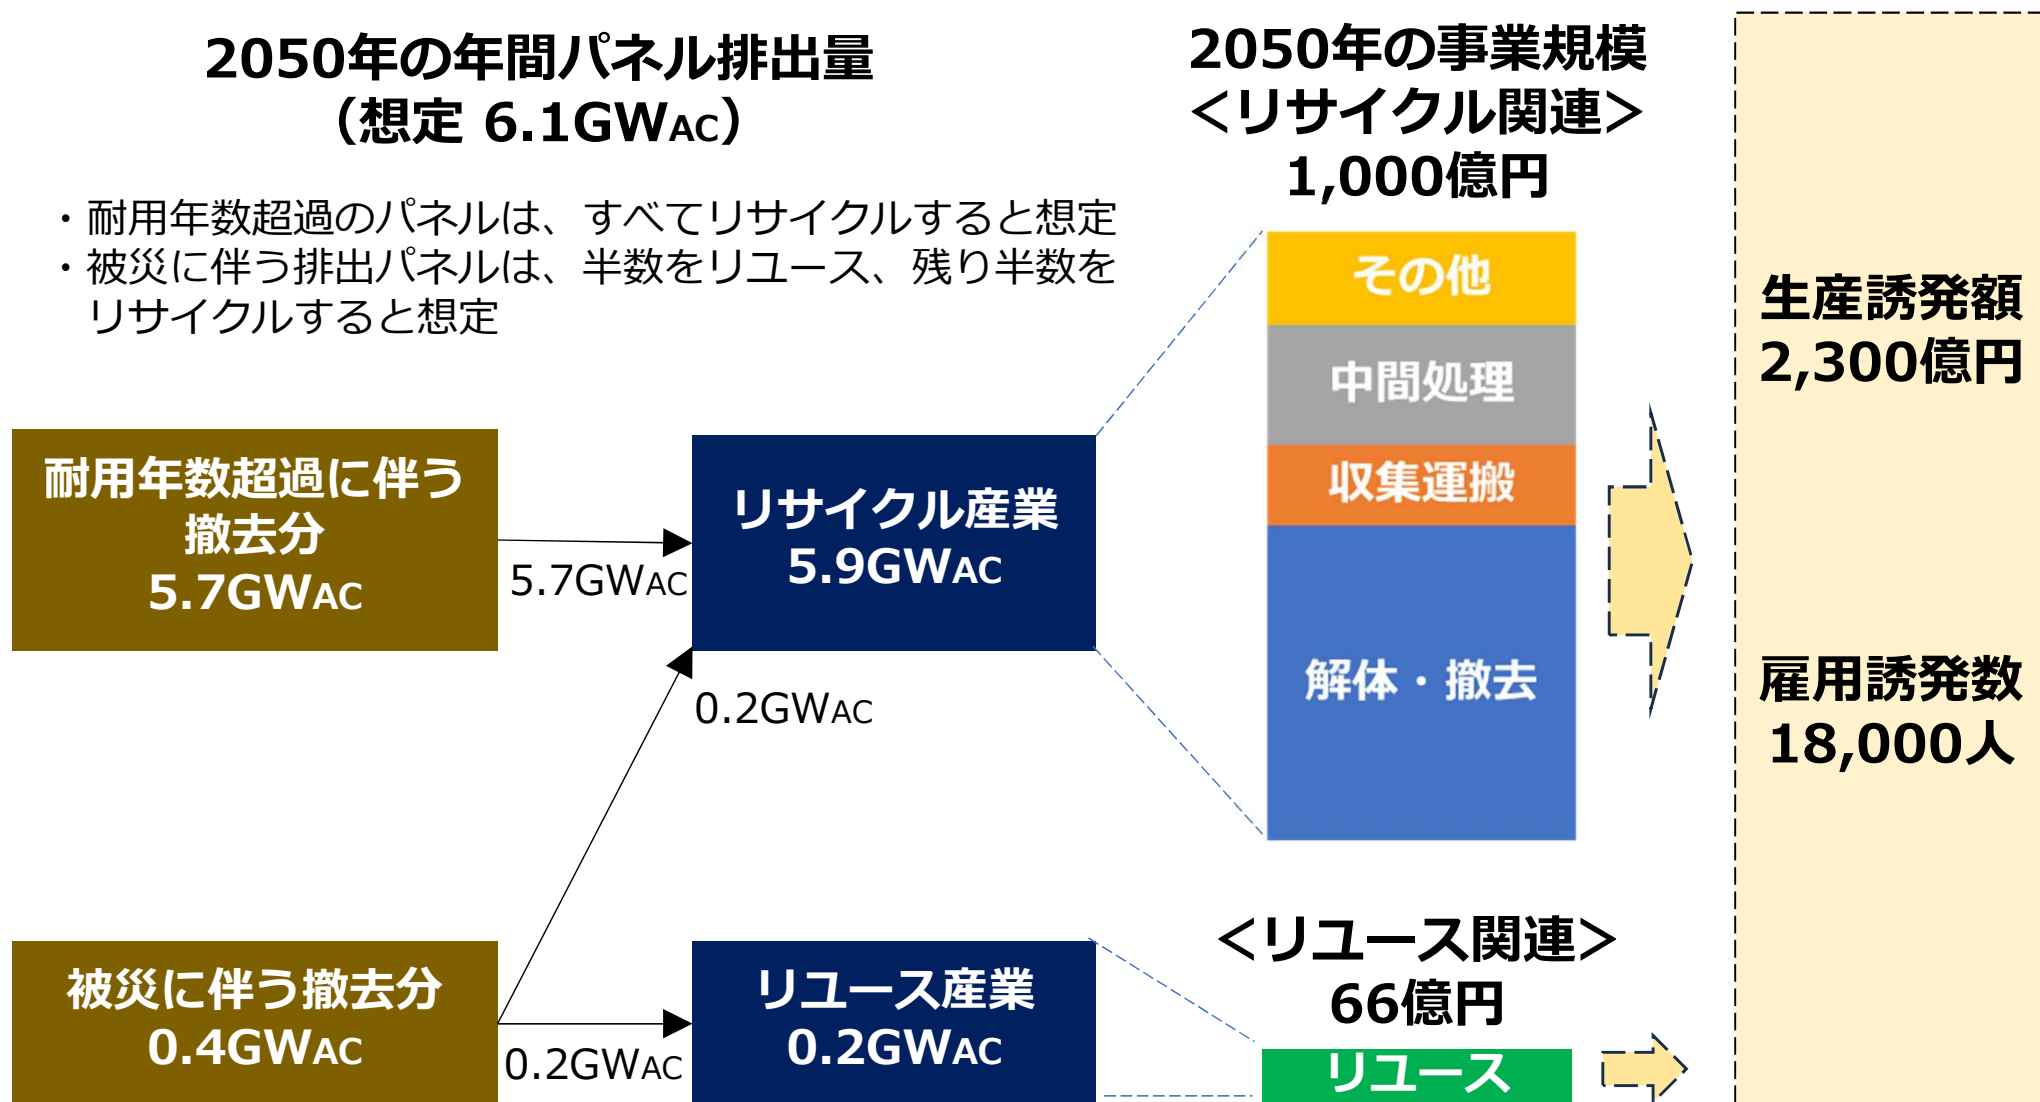 2050年の年間パネル排出量
（想定 6.1GWAC）
・耐用年数超過のパネルは、すべてリサイクルすると想定
・被災に伴う排出パネルは、半数をリユース、残り半数を
リサイクルすると想定
耐用年数超過に伴う
撤去分
5.7GWAC
5.7GWAC
リサイクル産業
5.9GWAC
0.2GWAC
被災に伴う撤去分
0.4GWAC
0.2GWAC
リユース産業
0.2GWAC
2050年の事業規模
＜リサイクル関連＞
1,000億円
その他
中間処理
収集運搬
解体・撤去
＜リユース関連＞
66億円
リユース
生産誘発額
2,300億円
雇用誘発数
18,000人